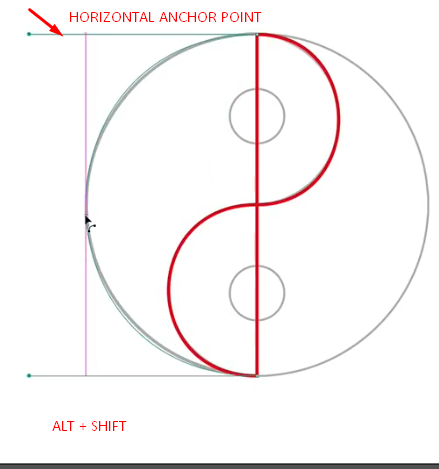 HORIZONTAL ANCHOR POINT
ALT + SHIFT